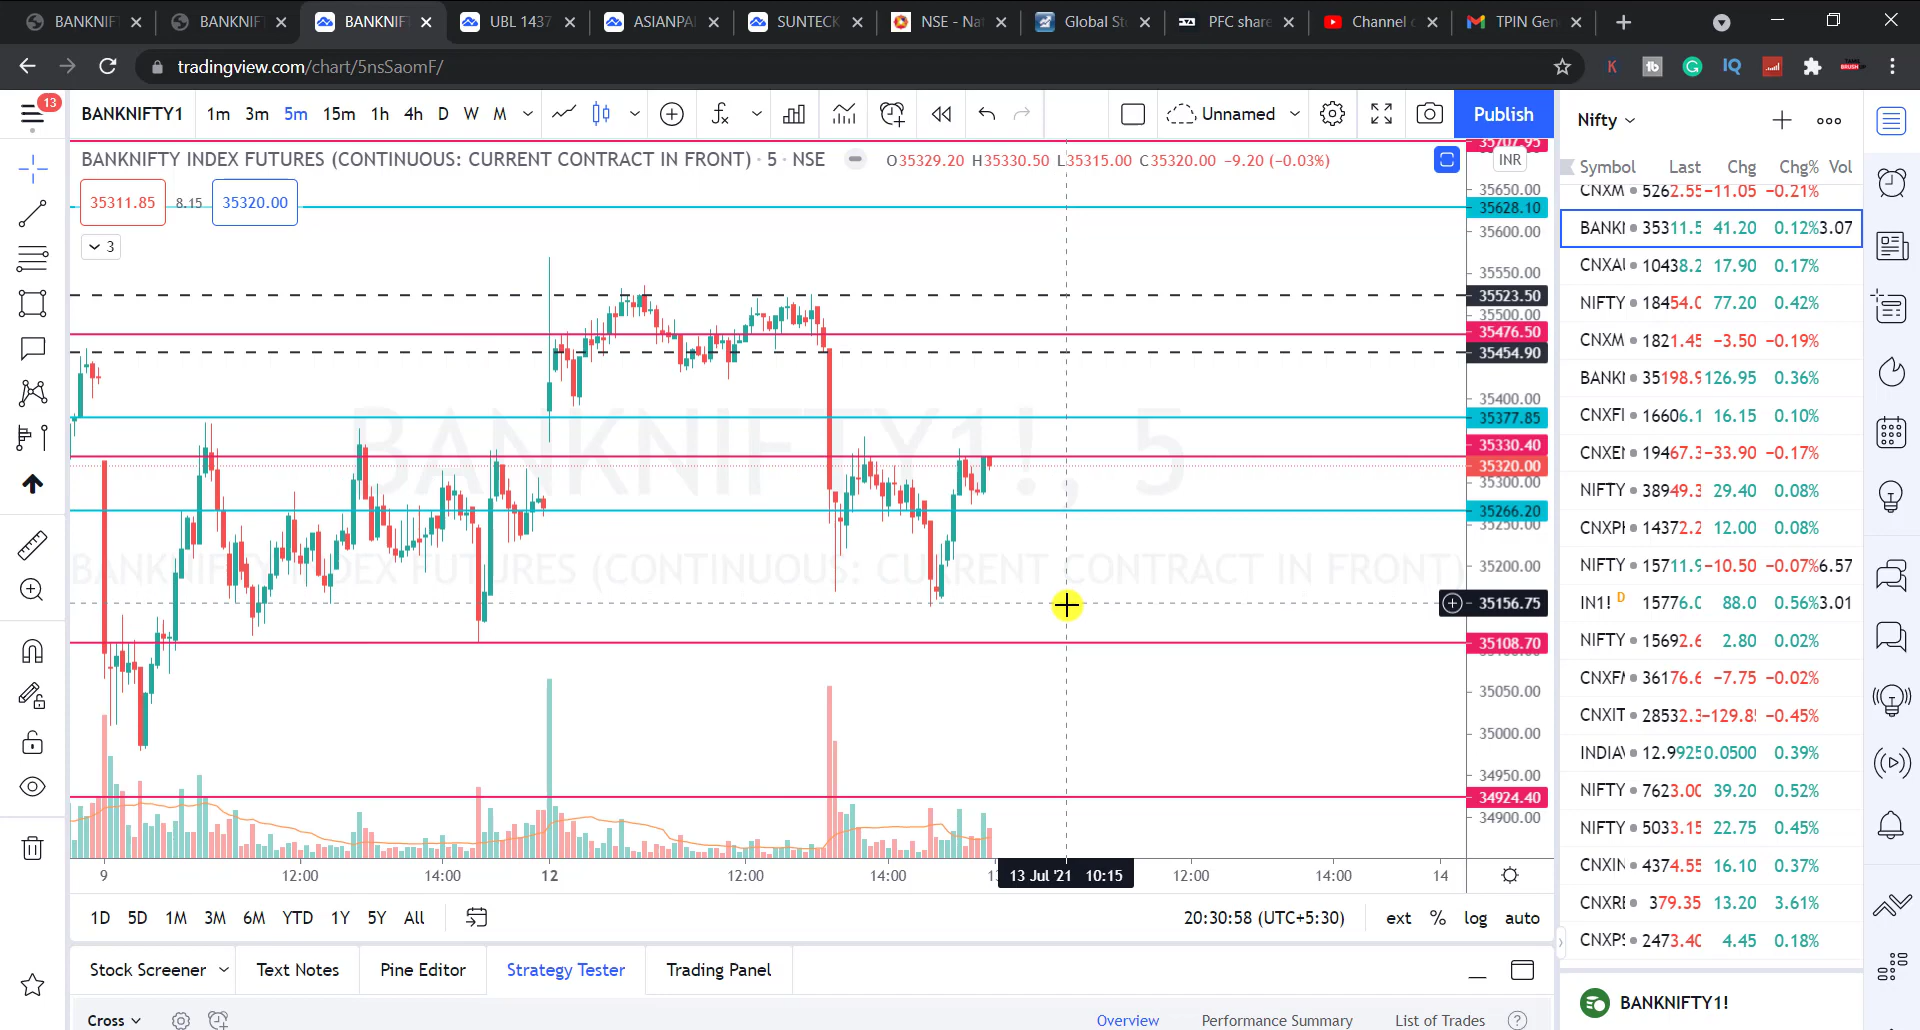 BANKNIF
BANKNIF
BANKNIF
UBL 1437
ASIANPAI
SUNTECK
NSE - Nat
Global St
PFC share
Channel c
TPIN Gen
tradingview.com/chart/5nsSaomF/
13
BANKNIFTY1
1m 3m 5m 15m 1h 4h D W M
Unnamed
Publish
Nifty
BANKNIFTY INDEX FUTURES (CONTINUOUS: CURRENT CONTRACT IN FRONT) · 5 · NSE
O35329.20 H35330.50 L35315.00 C35320.00 −9.20 (−0.03%)
INR
35311.85 8.15 35320.00
3
BANKNIFTY1!, 5
BANKNIFTY INDEX FUTURES (CONTINUOUS: CURRENT CONTRACT IN FRONT)
35707.95
35650.00
35628.10
35600.00
35550.00
35523.50
35500.00
35476.50
35454.90
35400.00
35377.85
35330.40
35320.00
35300.00
35266.20
35250.00
35200.00
35156.75
35108.70
35050.00
35000.00
34950.00
34924.40
34900.00
9 12:00 14:00 12 12:00 14:00 13 Jul '21 10:15 12:00 14:00 14
1D 5D 1M 3M 6M YTD 1Y 5Y All
20:30:58 (UTC+5:30) ext % log auto
Stock Screener Text Notes Pine Editor Strategy Tester Trading Panel
Cross Overview Performance Summary List of Trades
Symbol Last Chg Chg% Vol
CNXM 5262.55 −11.05 −0.21%
BANKI 35311.5 41.20 0.12% 3.07
CNXAI 10438.2 17.90 0.17%
NIFTY 18454.0 77.20 0.42%
CNXM 1821.45 −3.50 −0.19%
BANKI 35198.9 126.95 0.36%
CNXFI 16606.1 16.15 0.10%
CNXEI 19467.3 −33.90 −0.17%
NIFTY 38949.3 29.40 0.08%
CNXPI 14372.2 12.00 0.08%
NIFTY 15711.9 −10.50 −0.07% 6.57
IN1! D 15776.0 88.0 0.56% 3.01
NIFTY 15692.6 2.80 0.02%
CNXFI 36176.6 −7.75 −0.02%
CNXIT 28532.3 −129.8 −0.45%
INDIA 12.9925 0.0500 0.39%
NIFTY 7623.00 39.20 0.52%
NIFTY 5033.15 22.75 0.45%
CNXIN 4374.55 16.10 0.37%
CNXRI 379.35 13.20 3.61%
CNXP 2473.40 4.45 0.18%
BANKNIFTY1!